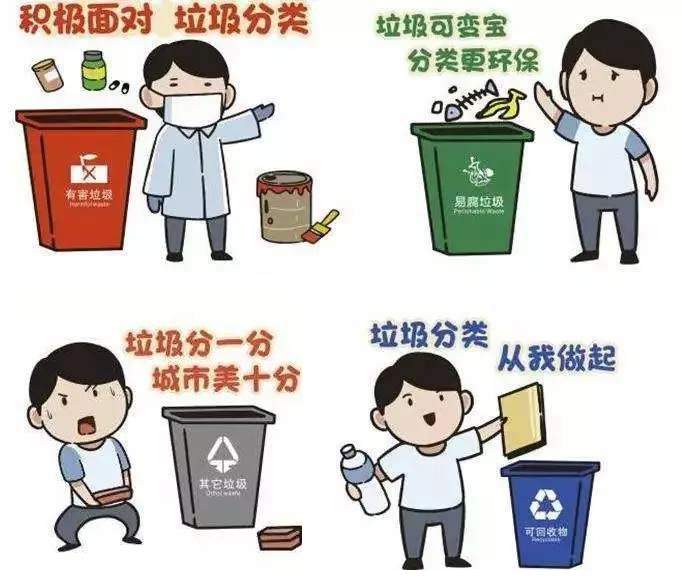 积极面对 垃圾分类
有害垃圾
Harmful waste
垃圾可变宝
分类更环保
易腐垃圾
Perishable Waste
垃圾分一分
城市美十分
其它垃圾
Other waste
垃圾分类
从我做起
可回收物
Recyclable